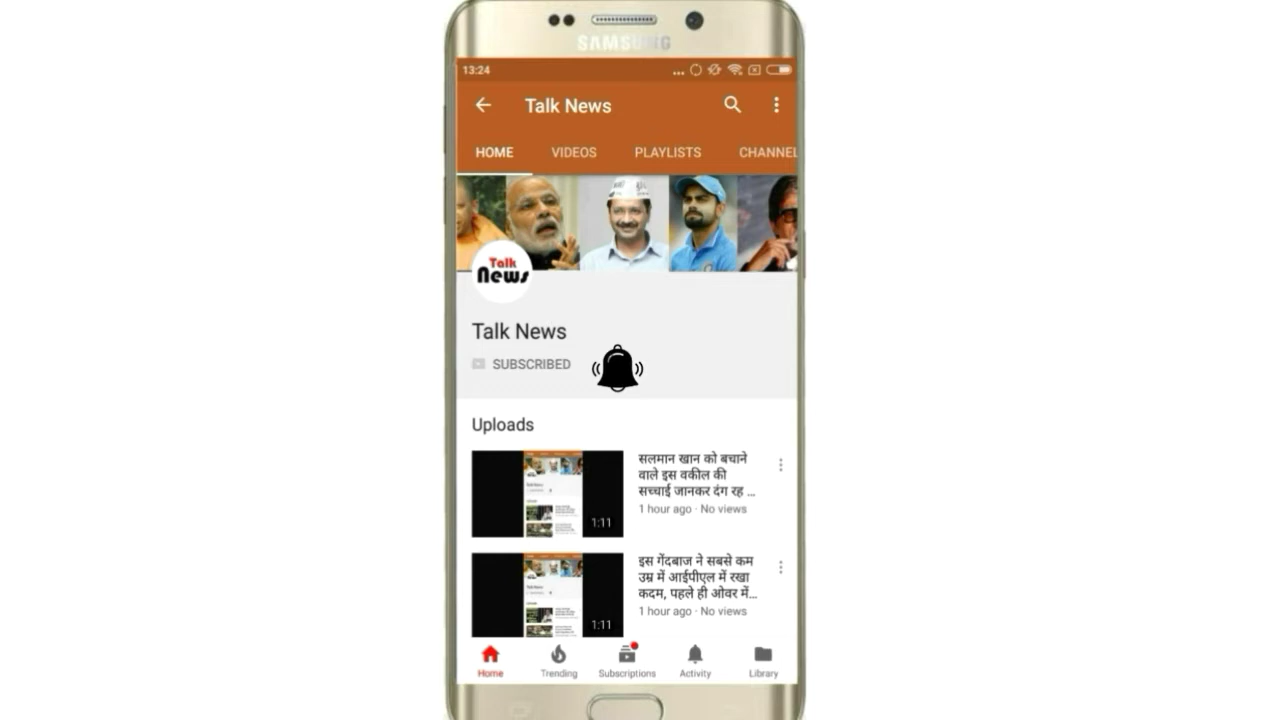 SAMSUNG
13:24
Talk News
HOME VIDEOS PLAYLISTS CHANNEL
Talk
News
Talk News
SUBSCRIBED
Uploads
सलमान खान को बचाने
वाले इस वकील की
सच्चाई जानकर दंग रह ...
1 hour ago · No views
1:11
इस गेंदबाज ने सबसे कम
उम्र में आईपीएल में रखा
कदम, पहले ही ओवर में...
1 hour ago · No views
1:11
Home Trending Subscriptions Activity Library